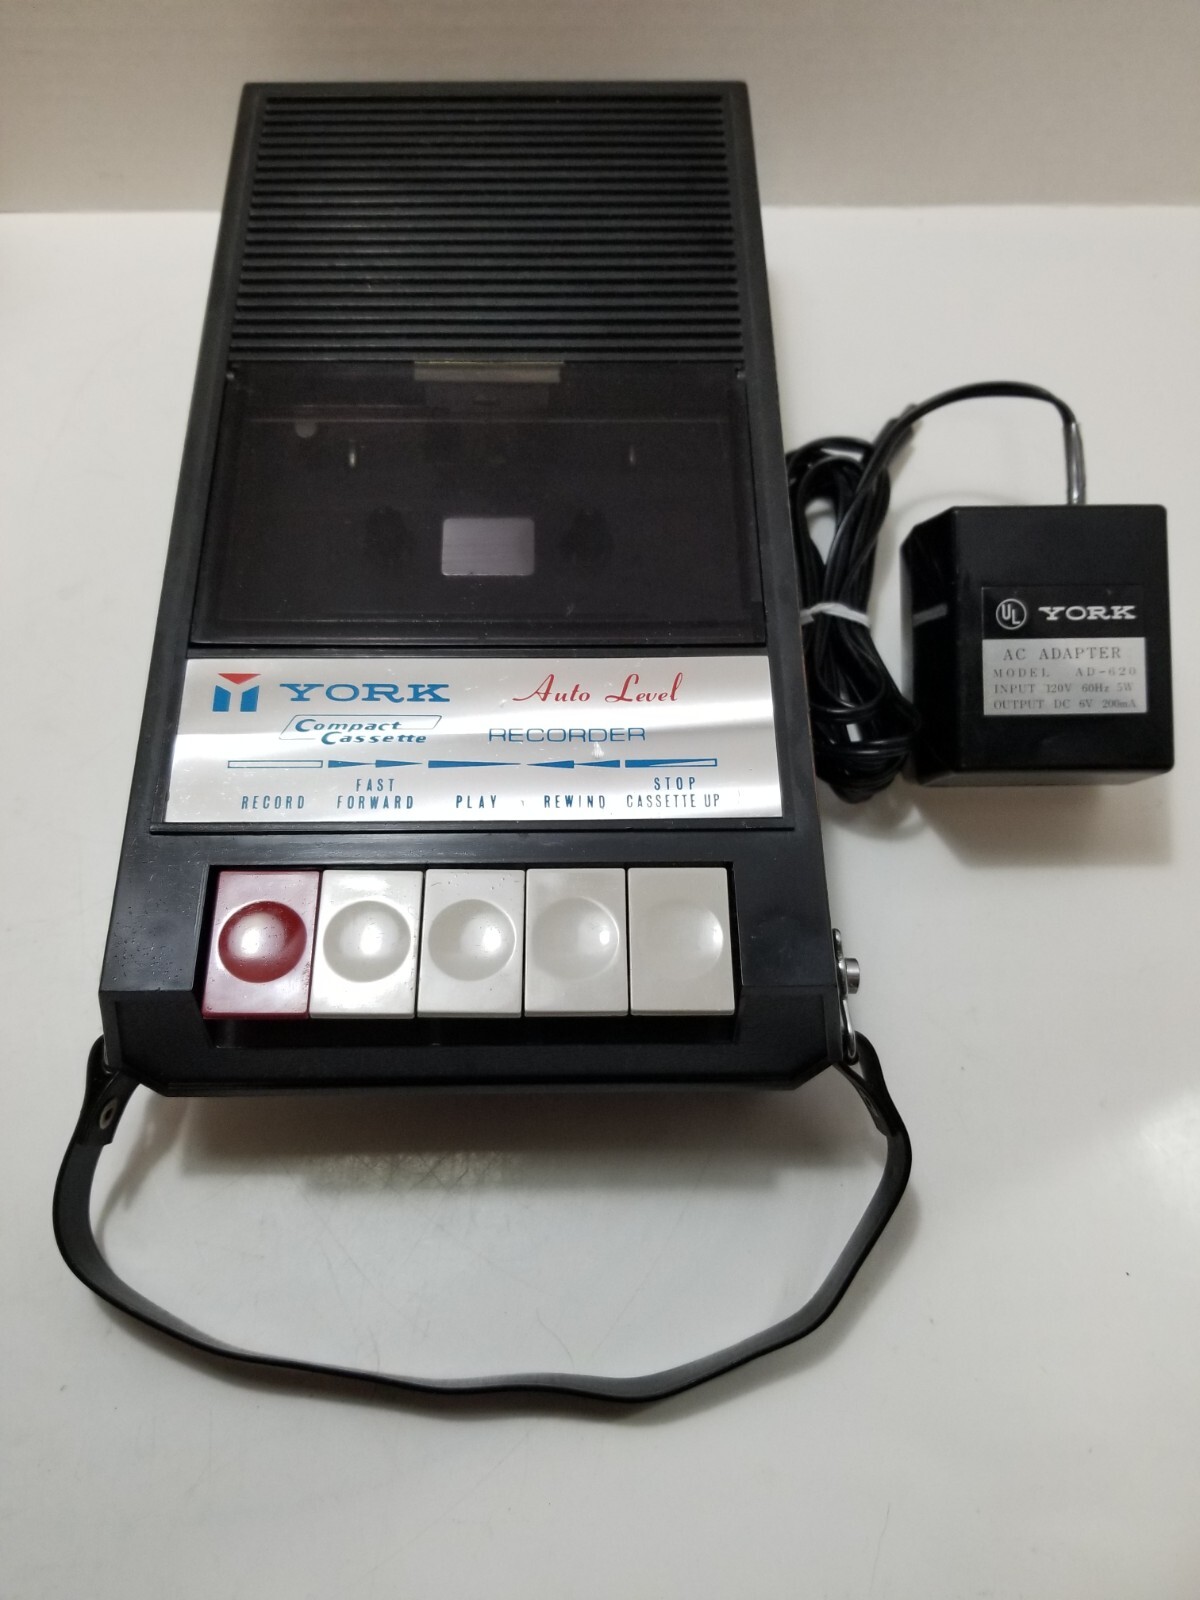 YORK Auto Level
Compact Cassette RECORDER
RECORD FAST FORWARD PLAY REWIND STOP CASSETTE UP
UL YORK
AC ADAPTER
MODEL AD-620
INPUT 120V 60Hz 5W
OUTPUT DC 6V 200mA